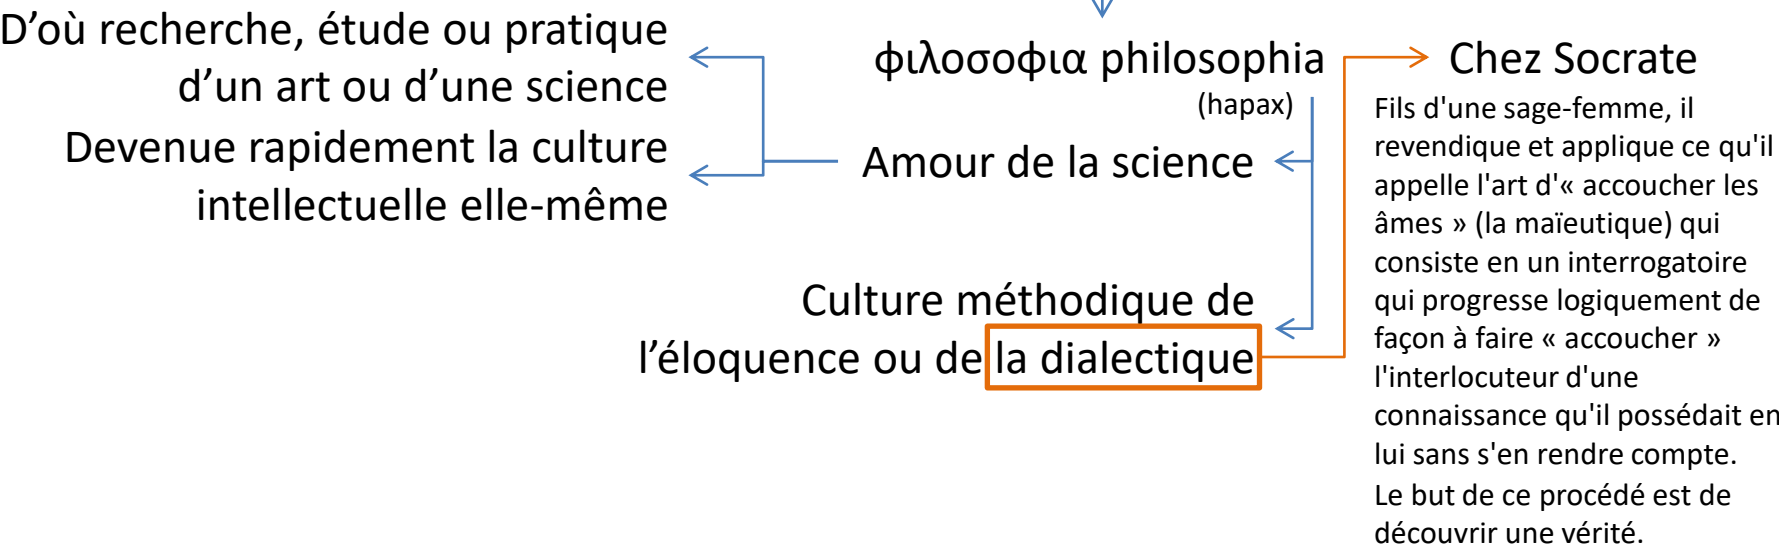 D’où recherche, étude ou pratique
d’un art ou d’une science
Devenue rapidement la culture
intellectuelle elle-même
φιλοσοφια philosophia
(hapax)
Amour de la science
Culture méthodique de
l’éloquence ou de la dialectique
Chez Socrate
Fils d'une sage-femme, il
revendique et applique ce qu'il
appelle l'art d'« accoucher les
âmes » (la maïeutique) qui
consiste en un interrogatoire
qui progresse logiquement de
façon à faire « accoucher »
l'interlocuteur d'une
connaissance qu'il possédait en
lui sans s'en rendre compte.
Le but de ce procédé est de
découvrir une vérité.